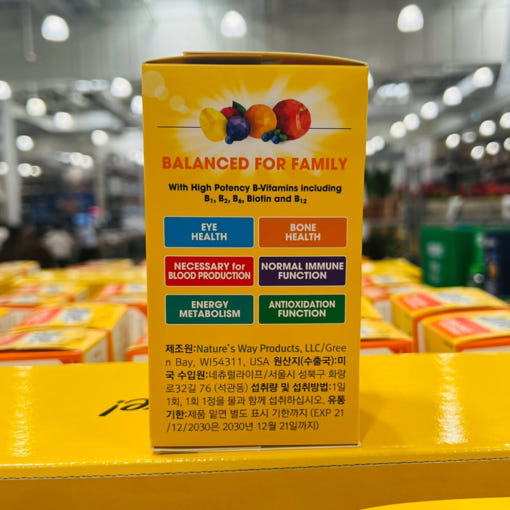 BALANCED FOR FAMILY
With High Potency B-Vitamins including
B1, B2, B6, Biotin and B12
EYE
HEALTH
BONE
HEALTH
NECESSARY for
BLOOD PRODUCTION
NORMAL IMMUNE
FUNCTION
ENERGY
METABOLISM
ANTIOXIDATION
FUNCTION
제조원:Nature's Way Products, LLC/Gree
n Bay, WI54311, USA 원산지(수출국):미
국 수입원:네츄럴라이프/서울시 성북구 화랑
로32길 76 (석관동) 섭취량 및 섭취방법:1일
1회, 1회 1정을 물과 함께 섭취하십시오. 유통
기한:제품 밑면 별도 표시 기한까지 (EXP 21
/12/2030은 2030년 12월 21일까지)